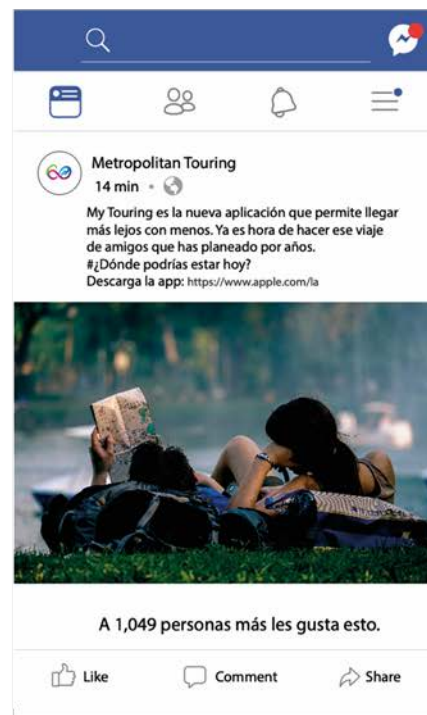 Metropolitan Touring
14 min
My Touring es la nueva aplicación que permite llegar
más lejos con menos. Ya es hora de hacer ese viaje
de amigos que has planeado por años.
#¿Dónde podrías estar hoy?
Descarga la app: https://www.apple.com/la
A 1,049 personas más les gusta esto.
Like Comment Share